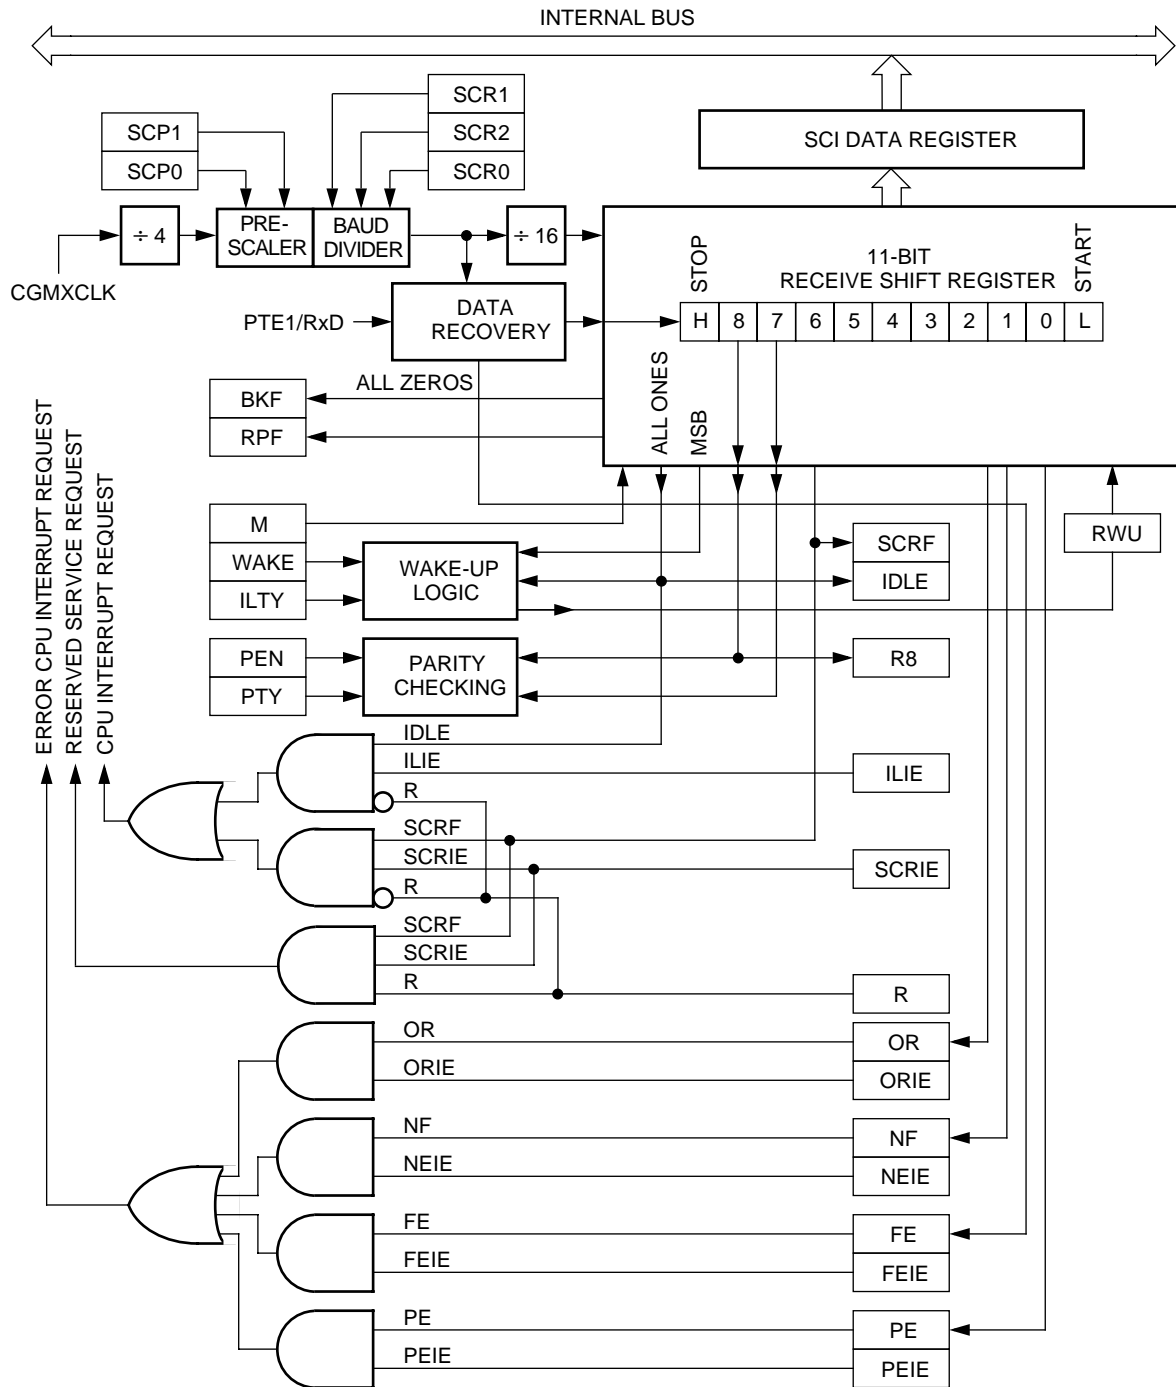 INTERNAL BUS
SCR1
SCP1
SCR2
SCI DATA REGISTER
SCP0
SCR0
÷ 4
PRE-
SCALER
BAUD
DIVIDER
÷ 16
STOP
11-BIT
RECEIVE SHIFT REGISTER
START
CGMXCLK
PTE1/RxD
DATA
RECOVERY
H 8 7 6 5 4 3 2 1 0 L
ALL ZEROS
ALL ONES
MSB
BKF
RPF
ERROR CPU INTERRUPT REQUEST
RESERVED SERVICE REQUEST
CPU INTERRUPT REQUEST
M
WAKE
ILTY
WAKE-UP
LOGIC
SCRF
IDLE
RWU
PEN
PTY
PARITY
CHECKING
R8
IDLE
ILIE
R
ILIE
SCRF
SCRIE
R
SCRIE
SCRF
SCRIE
R
R
OR
ORIE
OR
ORIE
NF
NEIE
NF
NEIE
FE
FEIE
FE
FEIE
PE
PEIE
PE
PEIE